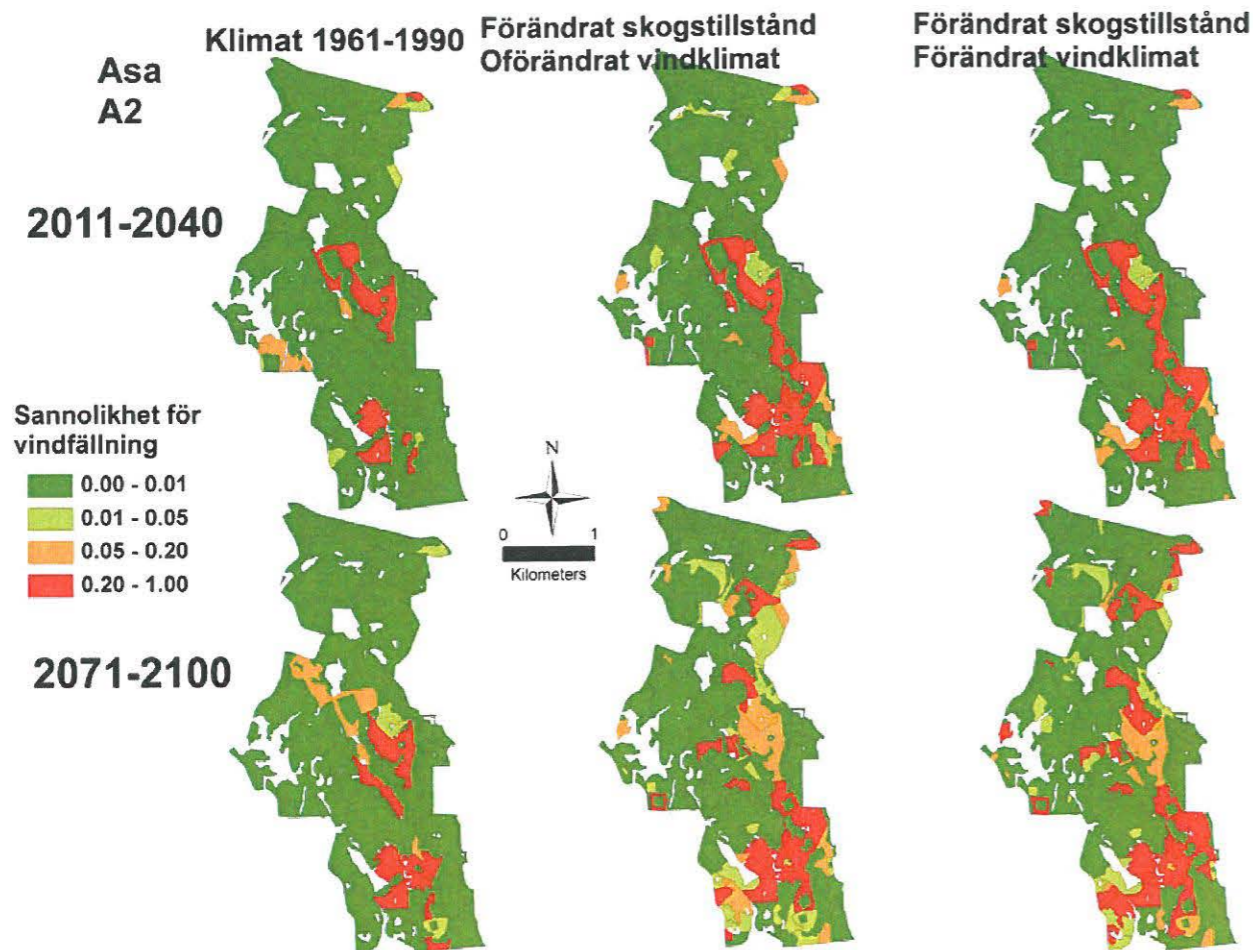 Klimat 1961-1990
Förändrat skogstillstånd
Oförändrat vindklimat
Förändrat skogstillstånd
Förändrat vindklimat
Asa
A2
2011-2040
Sannolikhet för
vindfällning
0.00 - 0.01
0.01 - 0.05
0.05 - 0.20
0.20 - 1.00
N
0 1
Kilometers
2071-2100